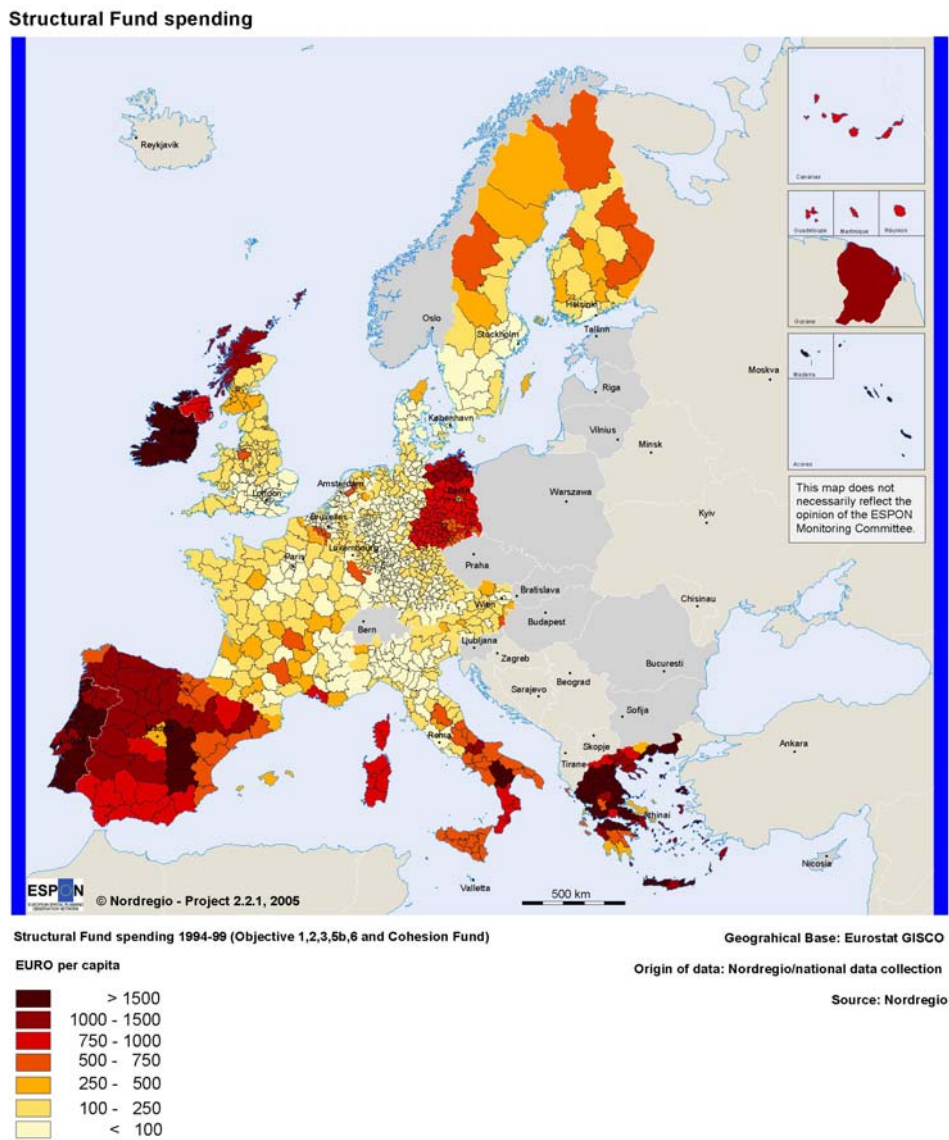 Structural Fund spending
Reykjavik
Canarias
Guadeloupe
Martinique
Réunion
Guyane
Madeira
Acores
Oslo
Helsinki
Stockholm
Tallinn
Moskva
Riga
København
Vilnius
Minsk
Amsterdam
London
Berlin
Warszawa
This map does not
necessarily reflect the
opinion of the ESPON
Monitoring Committee.
Bruxelles
Kyiv
Luxembourg
Paris
Praha
Wien
Bratislava
Chisinau
Budapest
Bern
Ljubljana
Zagreb
Bucuresti
Beograd
Sarajevo
Sofija
Madrid
Roma
Skopje
Ankara
Tirane
Athinai
Nicosia
Valletta
500 km
ESPON
© Nordregio - Project 2.2.1, 2005
Structural Fund spending 1994-99 (Objective 1,2,3,5b,6 and Cohesion Fund)
Geograhical Base: Eurostat GISCO
EURO per capita
Origin of data: Nordregio/national data collection
Source: Nordregio
> 1500
1000 - 1500
750 - 1000
500 - 750
250 - 500
100 - 250
< 100